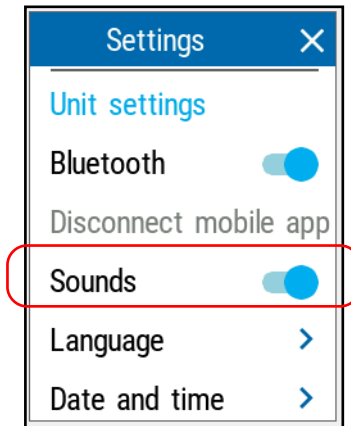 Settings
Unit settings
Bluetooth
Disconnect mobile app
Sounds
Language
Date and time